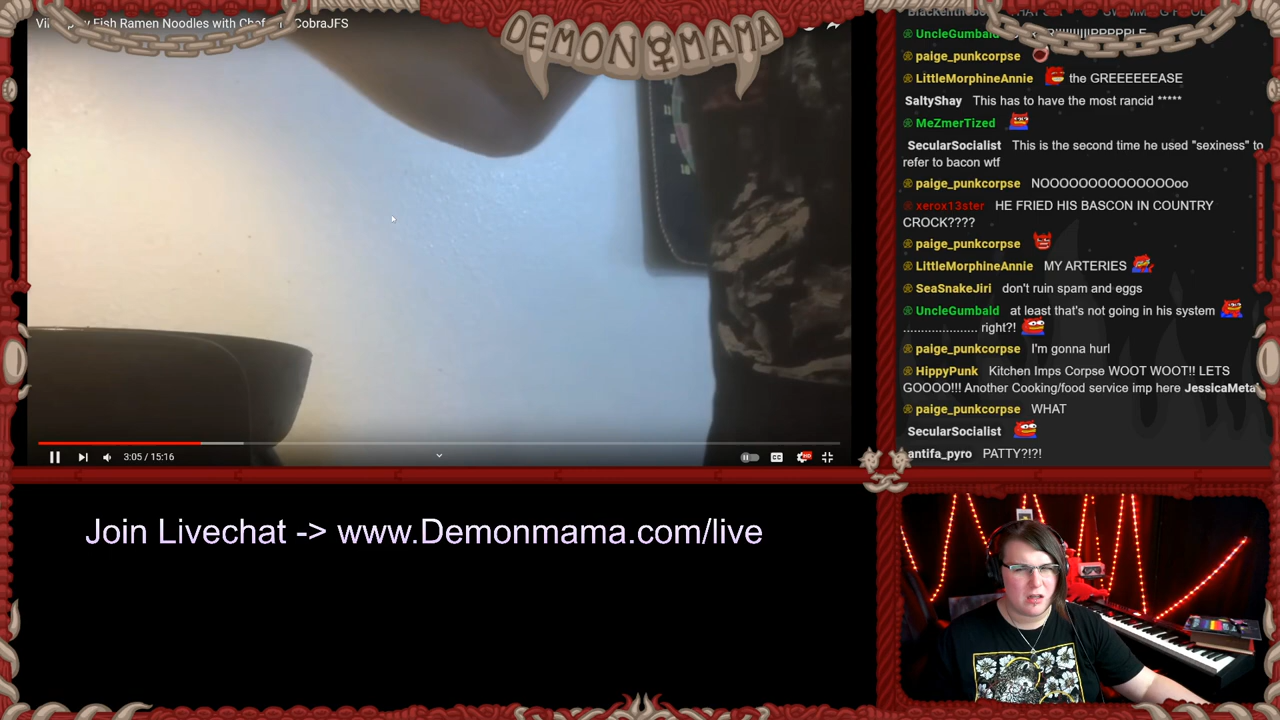 Fish Ramen Noodles with Chef
CobraJFS
DEMON MAMA
UncleGumbald
paige_punkcorpse
LittleMorphineAnnie the GREEEEEEASE
SaltyShay This has to have the most rancid *****
MeZmerTized
SecularSocialist This is the second time he used "sexiness" to
refer to bacon wtf
paige_punkcorpse NOOOOOOOOOOOOOOoo
xerox13ster HE FRIED HIS BASCON IN COUNTRY
CROCK????
paige_punkcorpse
LittleMorphineAnnie MY ARTERIES
SeaSnakeJiri don't ruin spam and eggs
UncleGumbald at least that's not going in his system
..................... right?!
paige_punkcorpse I'm gonna hurl
HippyPunk Kitchen Imps Corpse WOOT WOOT!! LETS
GOOOO!!! Another Cooking/food service imp here JessicaMeta
paige_punkcorpse WHAT
SecularSocialist
antifa_pyro PATTY?!?!
3:05 / 15:16
CC
HD
Join Livechat -> www.Demonmama.com/live